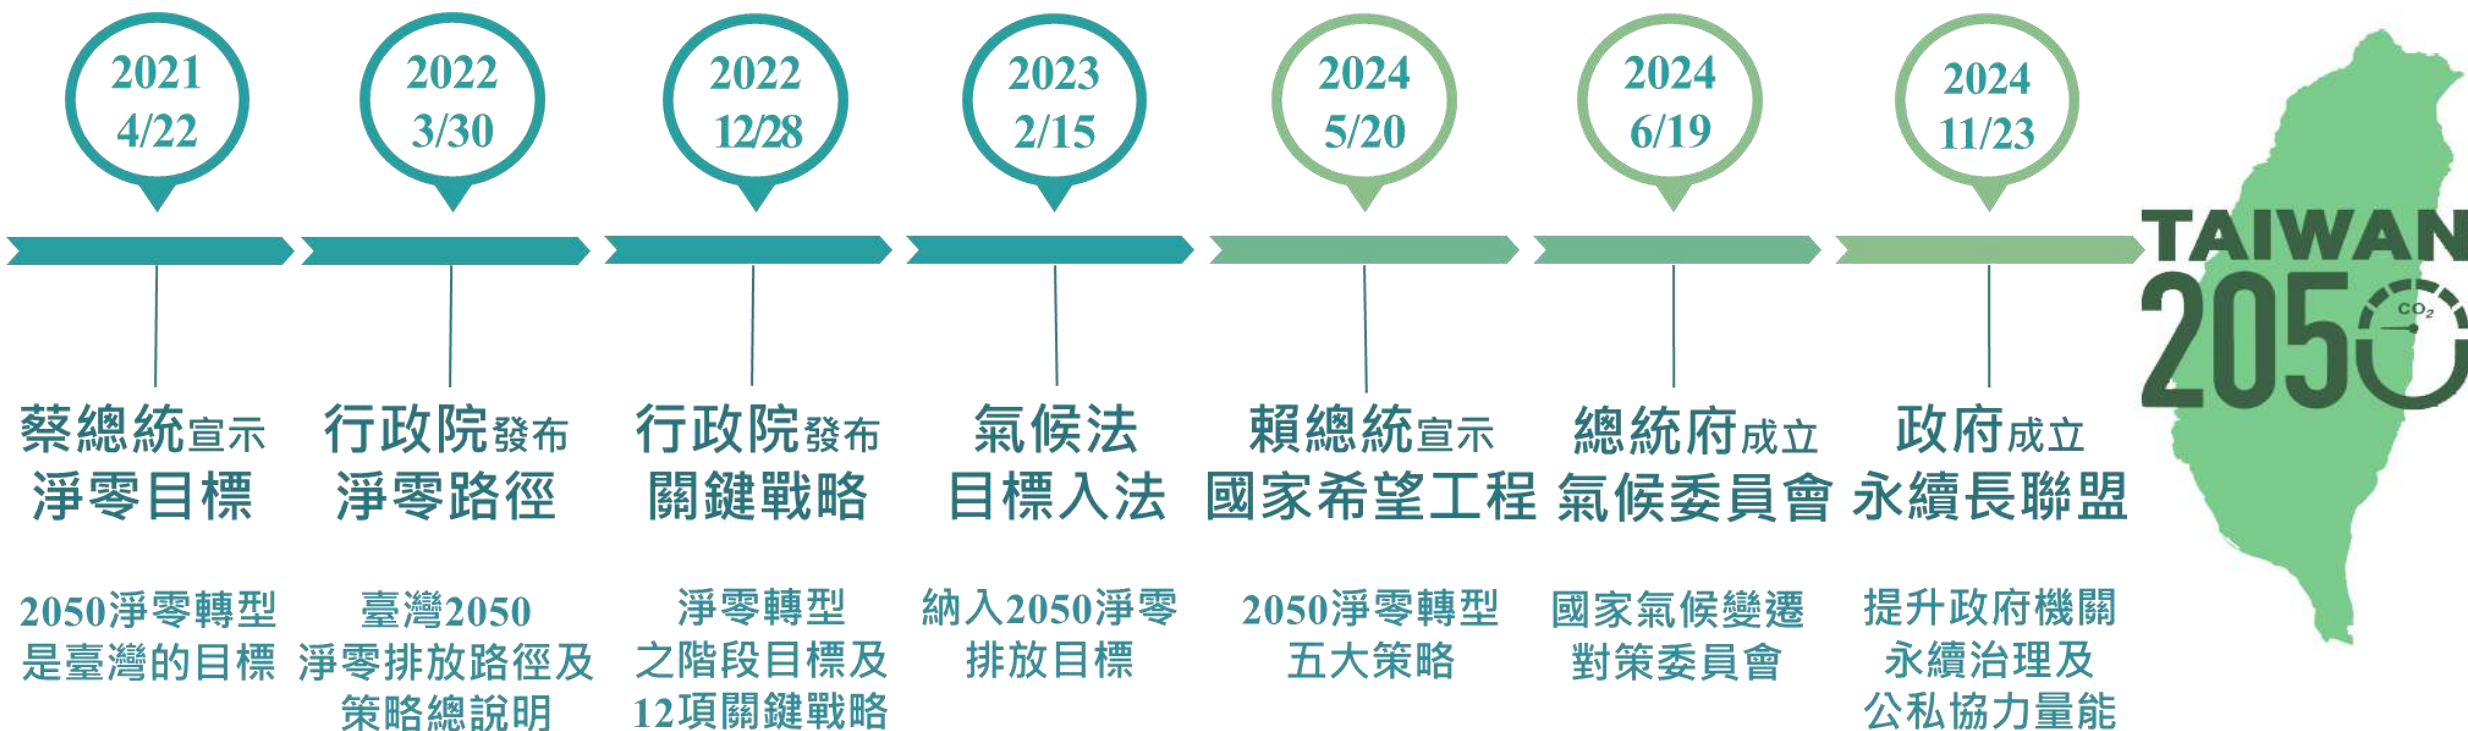 2021
4/22
蔡總統宣示
淨零目標
2050淨零轉型
是臺灣的目標
2022
3/30
行政院發布
淨零路徑
臺灣2050
淨零排放路徑及
策略總說明
2022
12/28
行政院發布
關鍵戰略
淨零轉型
之階段目標及
12項關鍵戰略
2023
2/15
氣候法
目標入法
納入2050淨零
排放目標
2024
5/20
賴總統宣示
國家希望工程
2050淨零轉型
五大策略
2024
6/19
總統府成立
氣候委員會
國家氣候變遷
對策委員會
2024
11/23
政府成立
永續長聯盟
提升政府機關
永續治理及
公私協力量能
TAIWAN
2050
CO₂